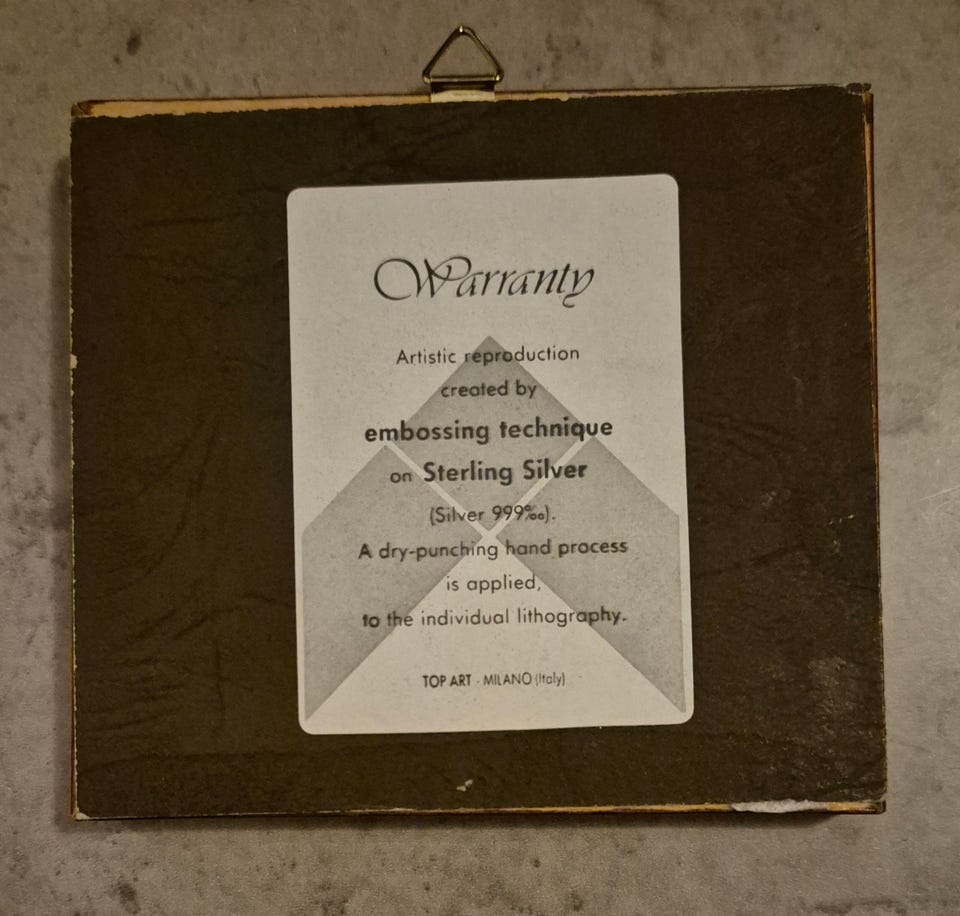 Warranty
Artistic reproduction
created by
embossing technique
on Sterling Silver
(Silver 999‰).
A dry-punching hand process
is applied,
to the individual lithography.
TOP ART - MILANO (Italy)